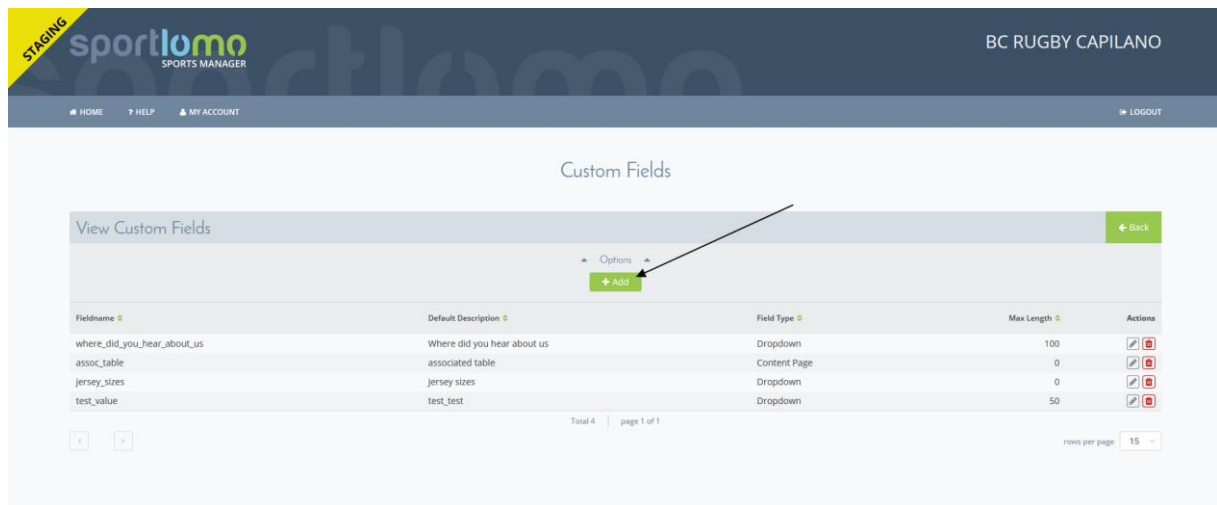 STAGING
sportlomo
SPORTS MANAGER
BC RUGBY CAPILANO
HOME ? HELP MY ACCOUNT LOGOUT
Custom Fields
View Custom Fields
Back
Options
+ Add
Fieldname Default Description Field Type Max Length Actions
where_did_you_hear_about_us Where did you hear about us Dropdown 100
assoc_table associated table Content Page 0
jersey_sizes Jersey sizes Dropdown 0
test_value test_test Dropdown 50
Total 4 | page 1 of 1
rows per page 15